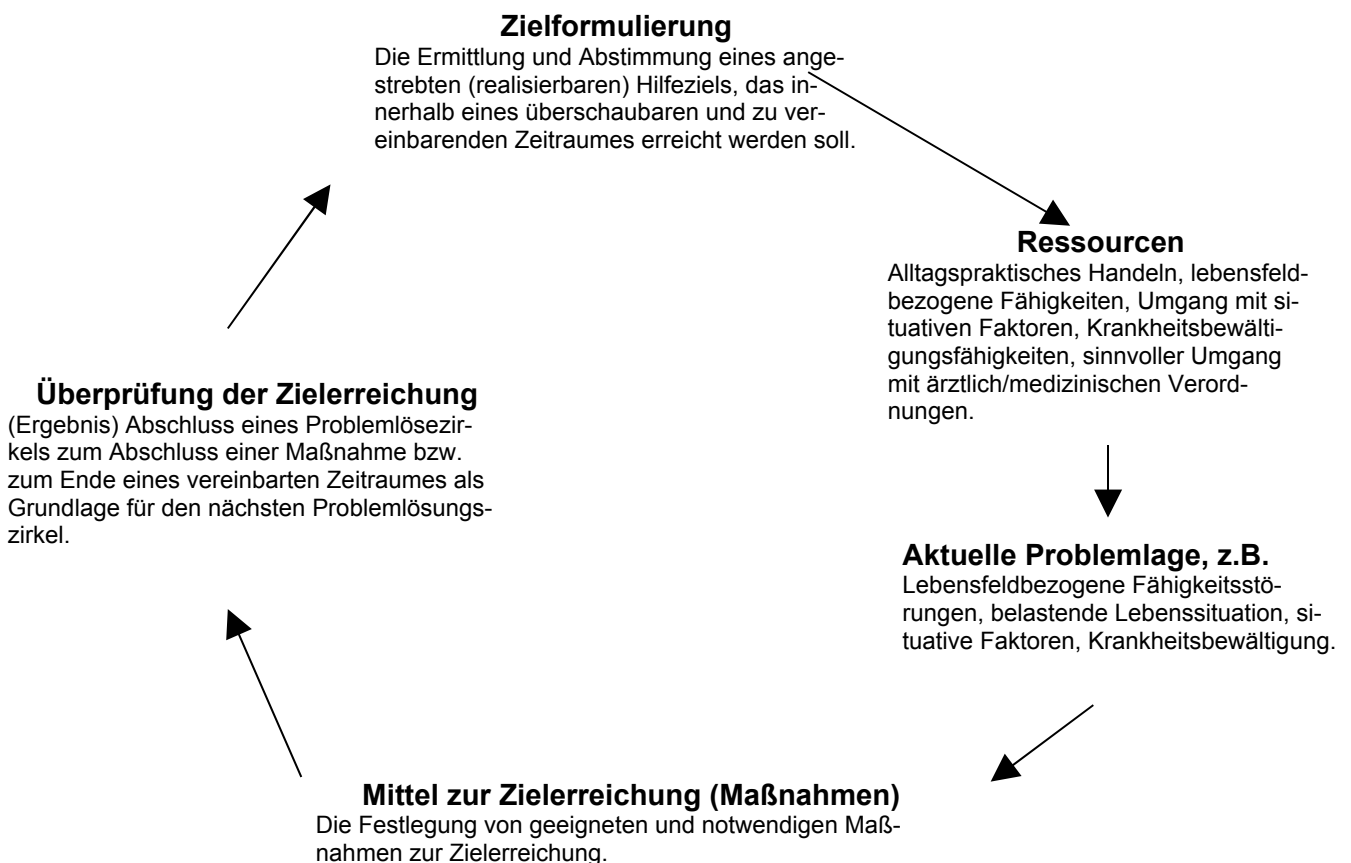 Zielformulierung
Die Ermittlung und Abstimmung eines ange-
strebten (realisierbaren) Hilfeziels, das in-
nerhalb eines überschaubaren und zu ver-
einbarenden Zeitraumes erreicht werden soll.
Ressourcen
Alltagspraktisches Handeln, lebensfeld-
bezogene Fähigkeiten, Umgang mit si-
tuativen Faktoren, Krankheitsbewälti-
gungsfähigkeiten, sinnvoller Umgang
mit ärztlich/medizinischen Verord-
nungen.
Aktuelle Problemlage, z.B.
Lebensfeldbezogene Fähigkeitsstö-
rungen, belastende Lebenssituation, si-
tuative Faktoren, Krankheitsbewältigung.
Mittel zur Zielerreichung (Maßnahmen)
Die Festlegung von geeigneten und notwendigen Maß-
nahmen zur Zielerreichung.
Überprüfung der Zielerreichung
(Ergebnis) Abschluss eines Problemlösezir-
kels zum Abschluss einer Maßnahme bzw.
zum Ende eines vereinbarten Zeitraumes als
Grundlage für den nächsten Problemlösungs-
zirkel.